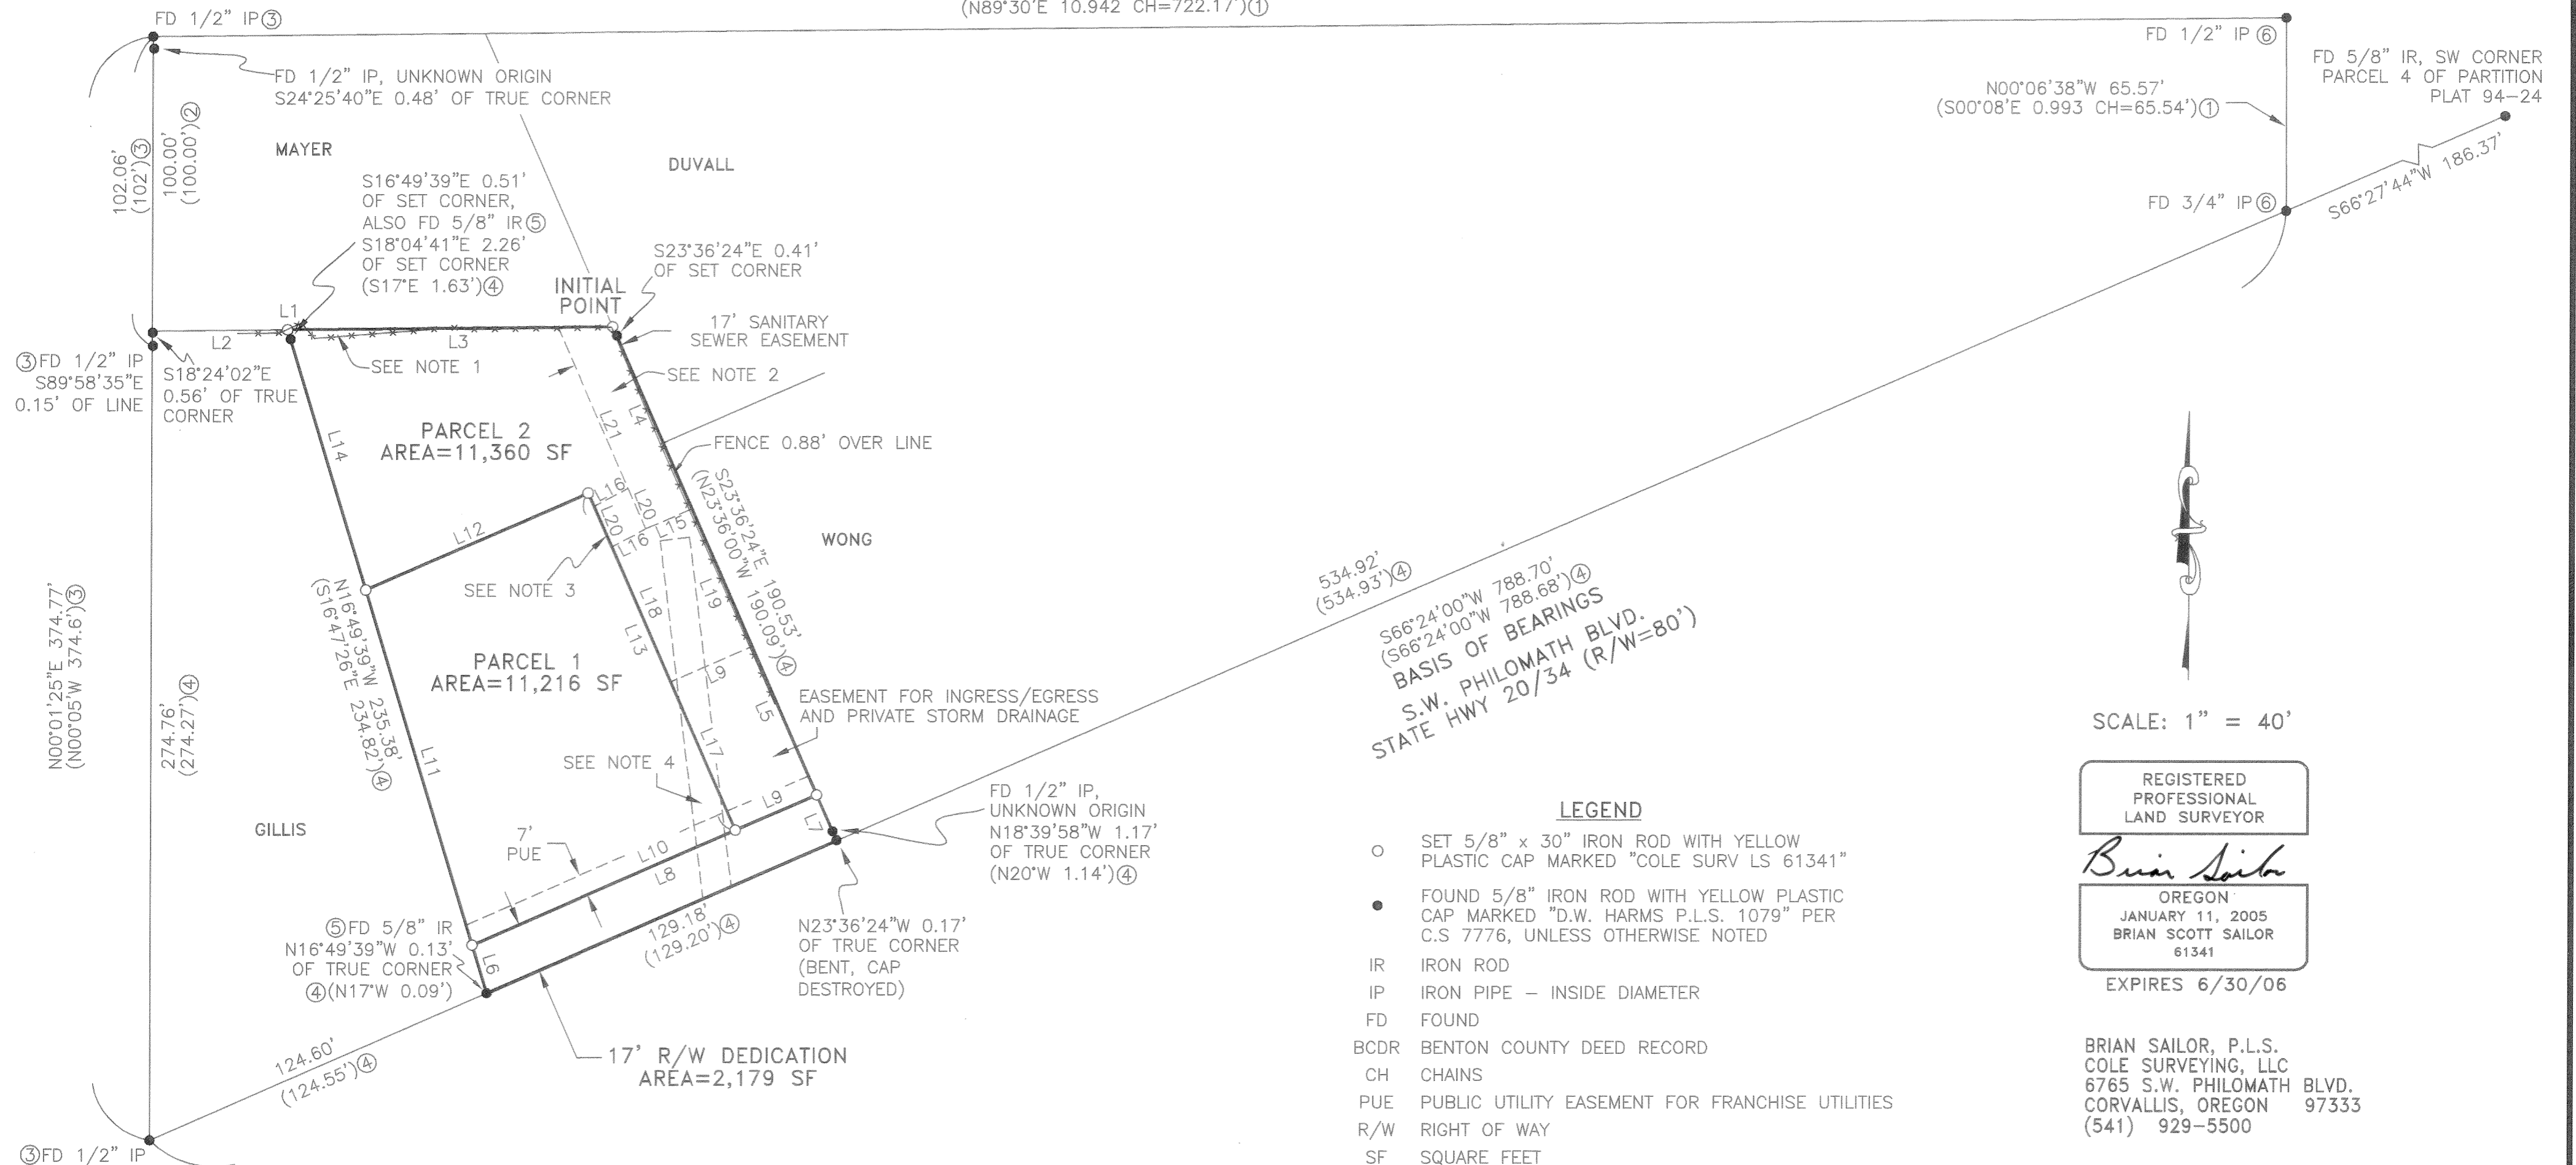 (N89°30'E 10.942 CH=722.17')①
FD 1/2" IP③
FD 1/2" IP, UNKNOWN ORIGIN
S24°25'40"E 0.48' OF TRUE CORNER
102.06'
(102')③
100.00'
(100.00')②
MAYER
DUVALL
FD 1/2" IP⑥
N00°06'38"W 65.57'
(S00°08'E 0.993 CH=65.54')①
FD 5/8" IR, SW CORNER
PARCEL 4 OF PARTITION
PLAT 94-24
FD 3/4" IP⑥
S66°27'44"W 186.37'
S16°49'39"E 0.51'
OF SET CORNER,
ALSO FD 5/8" IR⑤
S18°04'41"E 2.26'
OF SET CORNER
(S17°E 1.63')④
INITIAL
POINT
S23°36'24"E 0.41'
OF SET CORNER
17' SANITARY
SEWER EASEMENT
L1
L2
L3
SEE NOTE 1
SEE NOTE 2
③FD 1/2" IP
S89°58'35"E
0.15' OF LINE
S18°24'02"E
0.56' OF TRUE
CORNER
L14
L21
L4
PARCEL 2
AREA=11,360 SF
FENCE 0.88' OVER LINE
S23°36'24"E 190.53'
(N23°36'00"W 190.09')④
L16
L20
L20
L15
L16
L12
SEE NOTE 3
WONG
L18
L19
L13
N16°49'39"W 235.38'
(S16°47'26"E 234.82')④
PARCEL 1
AREA=11,216 SF
L9
L5
EASEMENT FOR INGRESS/EGRESS
AND PRIVATE STORM DRAINAGE
N00°01'25"E 374.77'
(N00°05'W 374.6')③
274.76'
(274.27')④
L11
L17
SEE NOTE 4
GILLIS
7'
PUE
L10
L8
L9
L7
FD 1/2" IP,
UNKNOWN ORIGIN
N18°39'58"W 1.17'
OF TRUE CORNER
(N20°W 1.14')④
⑤FD 5/8" IR
N16°49'39"W 0.13'
OF TRUE CORNER
④(N17°W 0.09')
L6
129.18'
(129.20')④
N23°36'24"W 0.17'
OF TRUE CORNER
(BENT, CAP
DESTROYED)
17' R/W DEDICATION
AREA=2,179 SF
124.60'
(124.55')④
③FD 1/2" IP
534.92'
(534.93')④
S66°24'00"W 788.70'
(S66°24'00"W 788.68')④
BASIS OF BEARINGS
S.W. PHILOMATH BLVD.
STATE HWY 20/34 (R/W=80')
LEGEND
SET 5/8" x 30" IRON ROD WITH YELLOW
PLASTIC CAP MARKED "COLE SURV LS 61341"
FOUND 5/8" IRON ROD WITH YELLOW PLASTIC
CAP MARKED "D.W. HARMS P.L.S. 1079" PER
C.S 7776, UNLESS OTHERWISE NOTED
IR IRON ROD
IP IRON PIPE – INSIDE DIAMETER
FD FOUND
BCDR BENTON COUNTY DEED RECORD
CH CHAINS
PUE PUBLIC UTILITY EASEMENT FOR FRANCHISE UTILITIES
R/W RIGHT OF WAY
SF SQUARE FEET
SCALE: 1" = 40'
REGISTERED
PROFESSIONAL
LAND SURVEYOR
Brian Sailor
OREGON
JANUARY 11, 2005
BRIAN SCOTT SAILOR
61341
EXPIRES 6/30/06
BRIAN SAILOR, P.L.S.
COLE SURVEYING, LLC
6765 S.W. PHILOMATH BLVD.
CORVALLIS, OREGON 97333
(541) 929-5500